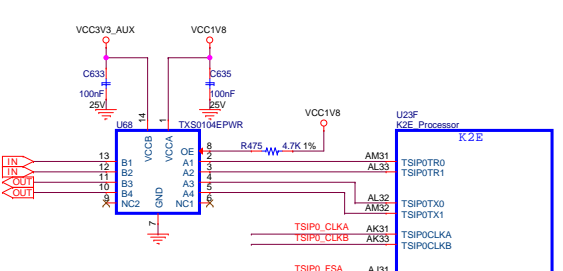 VCC3V3_AUX VCC1V8
C633 C635
100nF 100nF
25V 25V
VCC1V8
U68 TXS0104EPWR
14 1
VCCB VCCA
OE 8 R475 4.7K 1%
U23F
K2E_Processor
K2E
IN 13 B1 A1 2 AM31 TSIP0TR0
IN 12 B2 A2 3 AL33 TSIP0TR1
OUT 11 B3 A3 4 AL32 TSIP0TX0
OUT 10 B4 A4 5 AM32 TSIP0TX1
9 NC2 NC1 6
GND
7
TSIP0_CLKA AK31 TSIP0CLKA
TSIP0_CLKB AK33 TSIP0CLKB